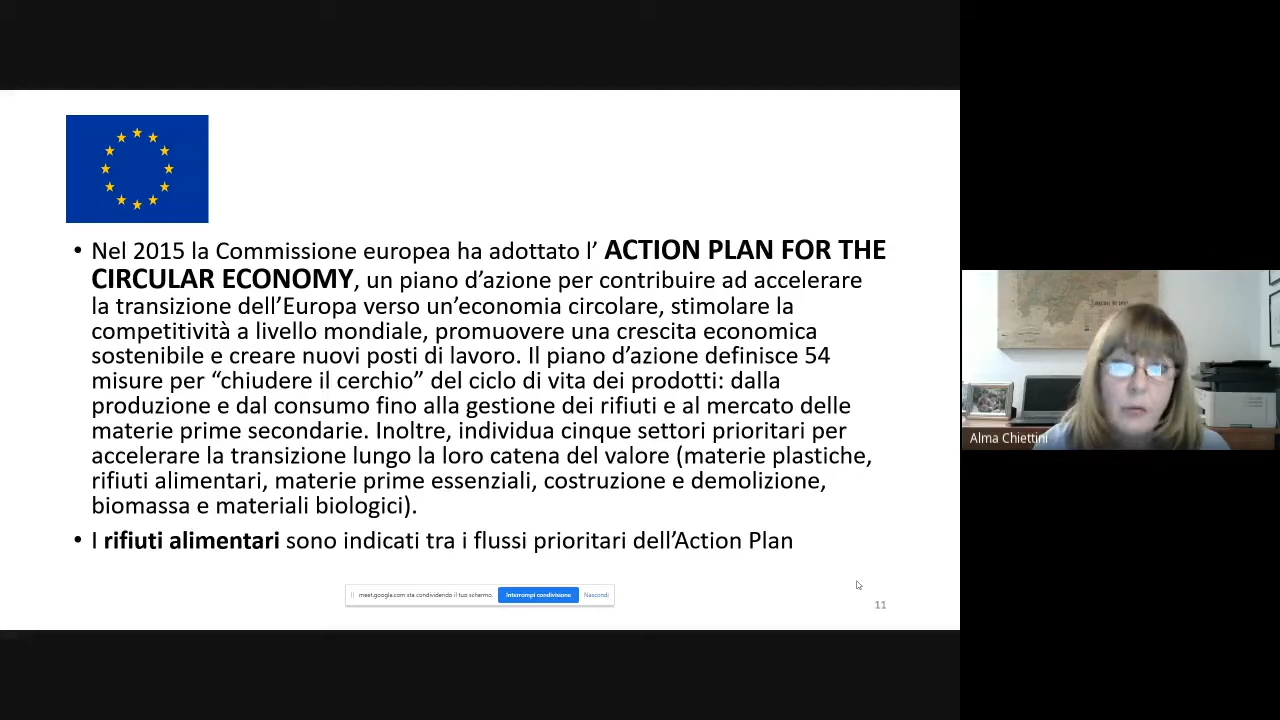 • Nel 2015 la Commissione europea ha adottato l’ ACTION PLAN FOR THE
CIRCULAR ECONOMY, un piano d’azione per contribuire ad accelerare
la transizione dell’Europa verso un’economia circolare, stimolare la
competitività a livello mondiale, promuovere una crescita economica
sostenibile e creare nuovi posti di lavoro. Il piano d’azione definisce 54
misure per “chiudere il cerchio” del ciclo di vita dei prodotti: dalla
produzione e dal consumo fino alla gestione dei rifiuti e al mercato delle
materie prime secondarie. Inoltre, individua cinque settori prioritari per
accelerare la transizione lungo la loro catena del valore (materie plastiche,
rifiuti alimentari, materie prime essenziali, costruzione e demolizione,
biomassa e materiali biologici).
• I rifiuti alimentari sono indicati tra i flussi prioritari dell’Action Plan
meet.google.com sta condividendo il tuo schermo. Interrompi condivisione Nascondi
11
Alma Chiettini